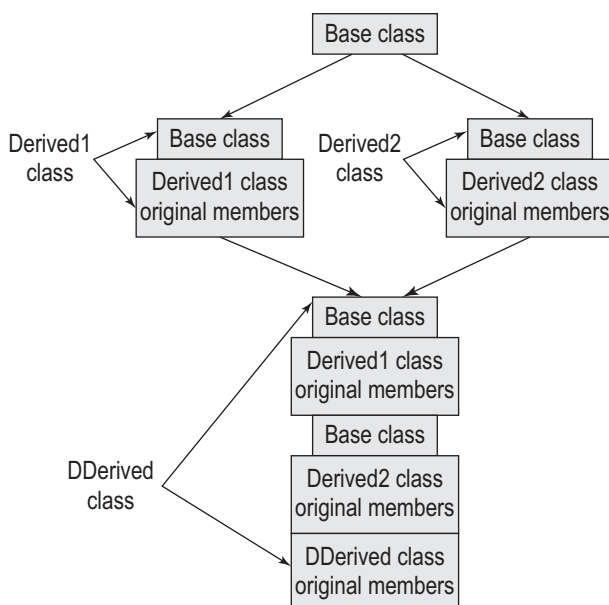 Base class
Derived1
class
Base class
Derived1 class
original members
Derived2
class
Base class
Derived2 class
original members
Base class
Derived1 class
original members
Base class
Derived2 class
original members
DDerived class
original members
DDerived
class